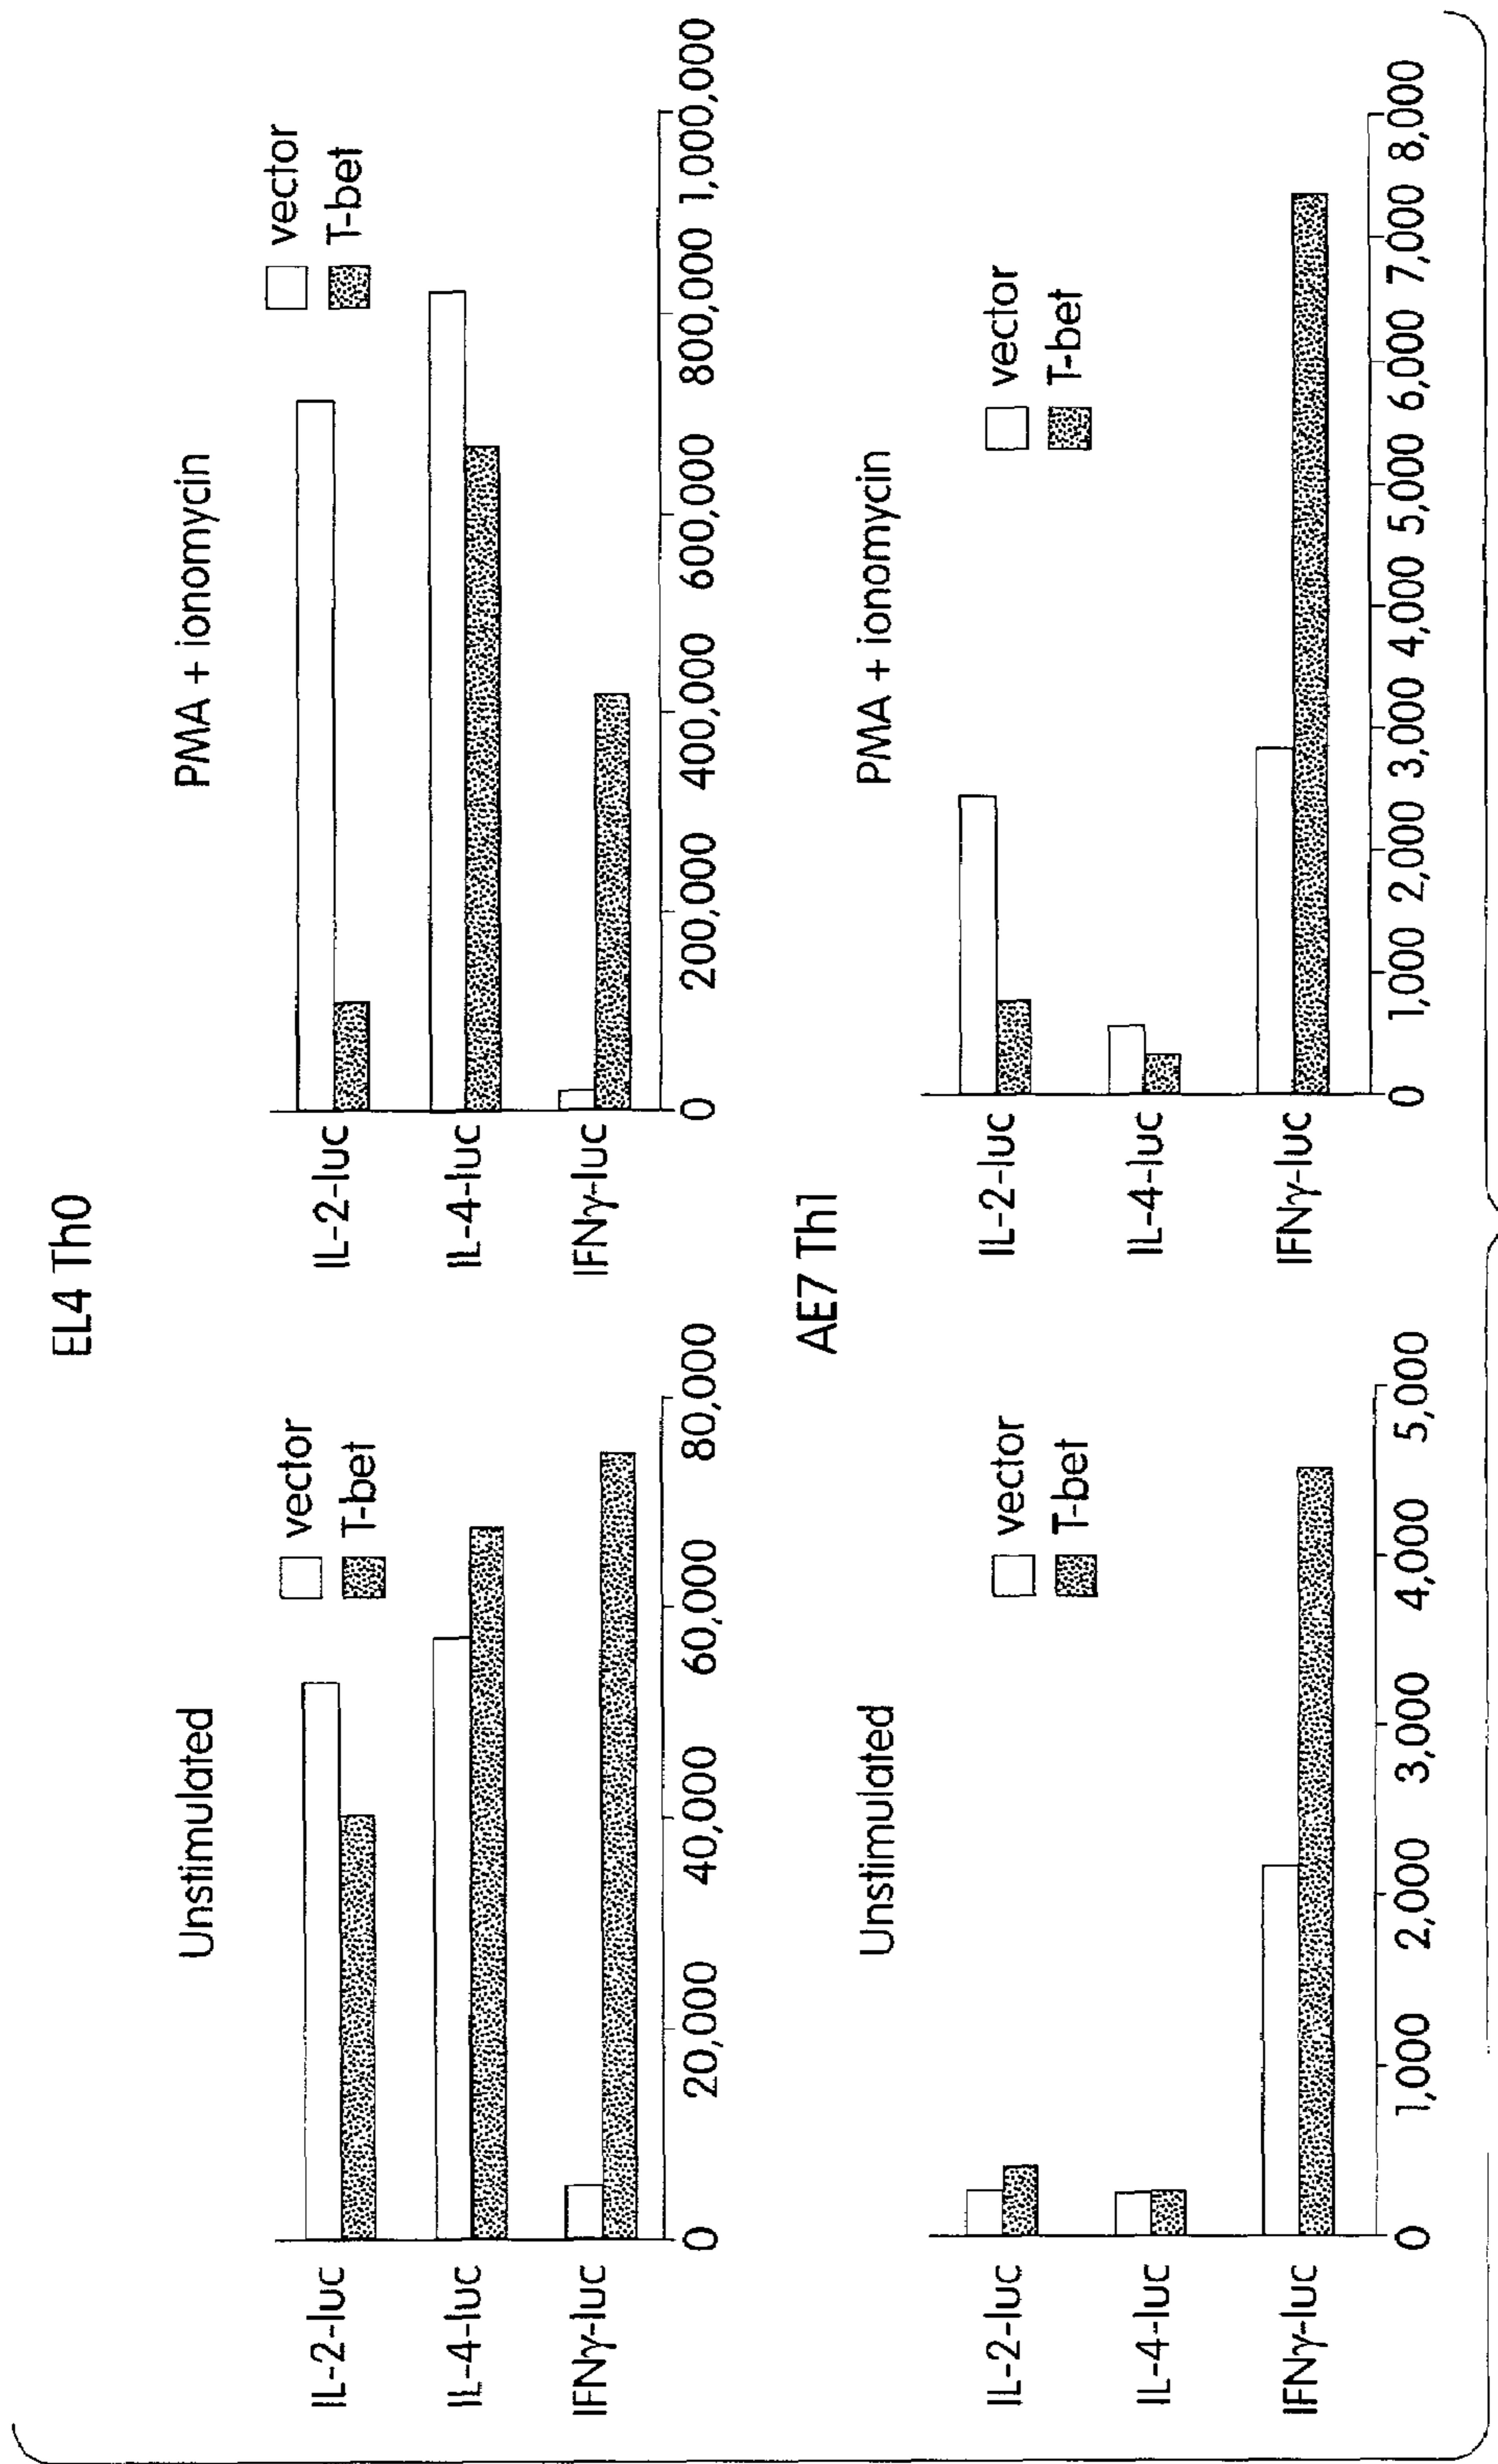 EL4 Th0
Unstimulated
vector
T-bet
IL-2-luc
IL-4-luc
IFNγ-luc
0 20,000 40,000 60,000 80,000
PMA + ionomycin
vector
T-bet
IL-2-luc
IL-4-luc
IFNγ-luc
0 200,000 400,000 600,000 800,000 1,000,000
AE7 Th1
Unstimulated
vector
T-bet
IL-2-luc
IL-4-luc
IFNγ-luc
0 1,000 2,000 3,000 4,000 5,000
PMA + ionomycin
vector
T-bet
IL-2-luc
IL-4-luc
IFNγ-luc
0 1,000 2,000 3,000 4,000 5,000 6,000 7,000 8,000